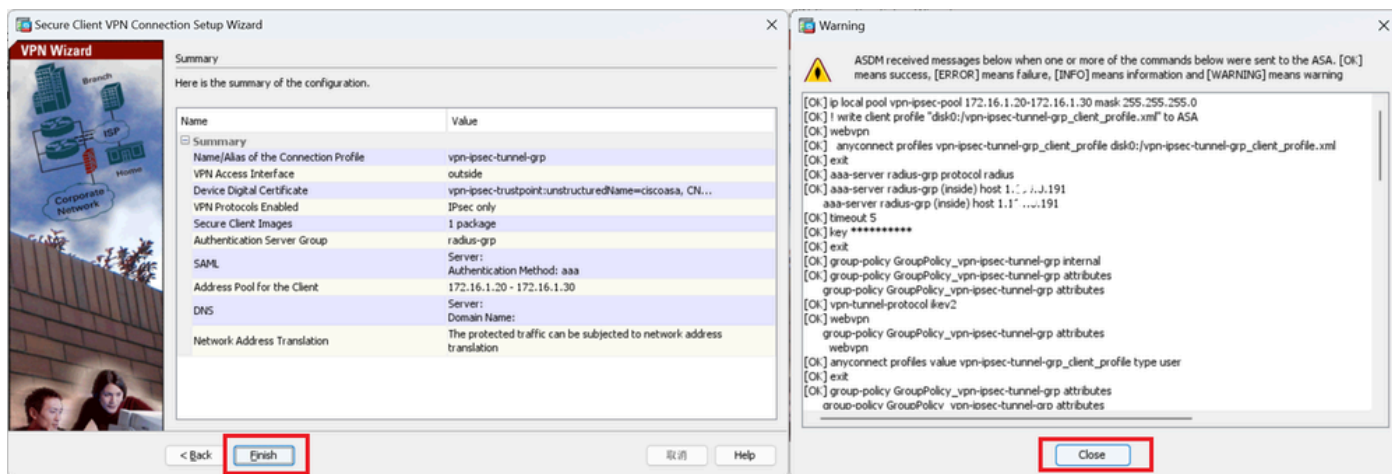 Secure Client VPN Connection Setup Wizard
VPN Wizard
Branch
ISP
Home
Corporate
Network
Summary
Here is the summary of the configuration.
Name Value
Summary
Name/Alias of the Connection Profile vpn-ipsec-tunnel-grp
VPN Access Interface outside
Device Digital Certificate vpn-ipsec-trustpoint:unstructuredName=ciscoasa, CN...
VPN Protocols Enabled IPsec only
Secure Client Images 1 package
Authentication Server Group radius-grp
SAML Server:
Authentication Method: aaa
Address Pool for the Client 172.16.1.20 - 172.16.1.30
DNS Server:
Domain Name:
Network Address Translation The protected traffic can be subjected to network address
translation
< Back Finish 取消 Help
Warning
ASDM received messages below when one or more of the commands below were sent to the ASA. [OK]
means success, [ERROR] means failure, [INFO] means information and [WARNING] means warning
[OK] ip local pool vpn-ipsec-pool 172.16.1.20-172.16.1.30 mask 255.255.255.0
[OK] ! write client profile "disk0:/vpn-ipsec-tunnel-grp_client_profile.xml" to ASA
[OK] webvpn
[OK] anyconnect profiles vpn-ipsec-tunnel-grp_client_profile disk0:/vpn-ipsec-tunnel-grp_client_profile.xml
[OK] exit
[OK] aaa-server radius-grp protocol radius
[OK] aaa-server radius-grp (inside) host
aaa-server radius-grp (inside) host
[OK] timeout 5
[OK] key **********
[OK] exit
[OK] group-policy GroupPolicy_vpn-ipsec-tunnel-grp internal
[OK] group-policy GroupPolicy_vpn-ipsec-tunnel-grp attributes
group-policy GroupPolicy_vpn-ipsec-tunnel-grp attributes
[OK] vpn-tunnel-protocol ikev2
[OK] webvpn
group-policy GroupPolicy_vpn-ipsec-tunnel-grp attributes
webvpn
[OK] anyconnect profiles value vpn-ipsec-tunnel-grp_client_profile type user
[OK] exit
[OK] group-policy GroupPolicy_vpn-ipsec-tunnel-grp attributes
group-policy GroupPolicy_vpn-ipsec-tunnel-grp attributes
Close